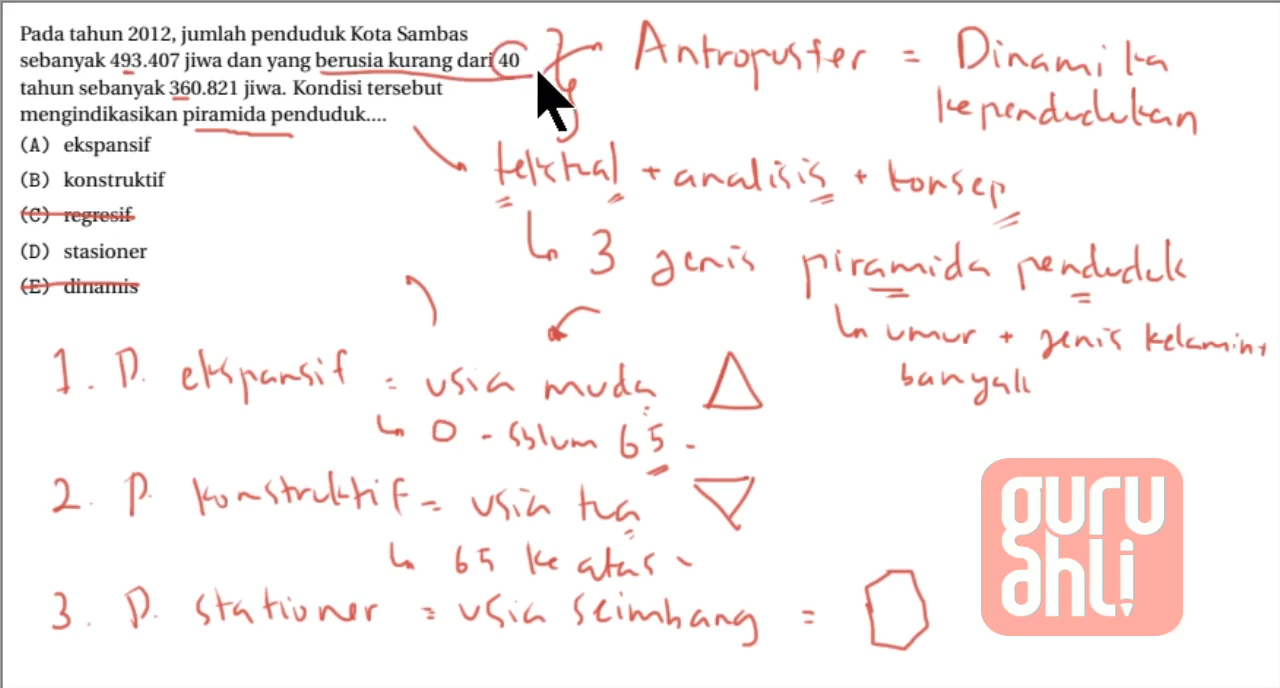 Pada tahun 2012, jumlah penduduk Kota Sambas
sebanyak 493.407 jiwa dan yang berusia kurang dari 40
tahun sebanyak 360.821 jiwa. Kondisi tersebut
mengindikasikan piramida penduduk....
(A) ekspansif
(B) konstruktif
(C) regresif
(D) stasioner
(E) dinamis
Antroposfer = Dinamika
kependudukan
tekstual + analisis + konsep
3 jenis piramida penduduk
umur + jenis kelamin +
banyak
1. P. ekspansif = usia muda
0 - sblum 65
2. P. konstruktif = usia tua
65 ke atas
3. P. stationer = usia seimbang =
guru
ahli